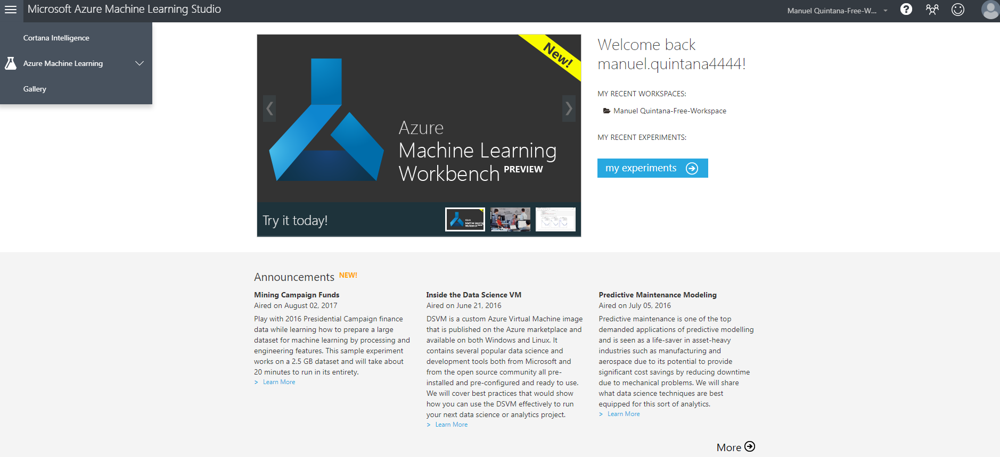 Microsoft Azure Machine Learning Studio
Manuel Quintana-Free-W...
Cortana Intelligence
Azure Machine Learning
Gallery
New!
Azure
Machine Learning
Workbench PREVIEW
Try it today!
Azure
Machine Learning
Workbench
Welcome back
manuel.quintana4444!
MY RECENT WORKSPACES:
Manuel Quintana-Free-Workspace
MY RECENT EXPERIMENTS:
my experiments
Announcements NEW!
Mining Campaign Funds
Aired on August 02, 2017
Play with 2016 Presidential Campaign finance
data while learning how to prepare a large
dataset for machine learning by processing and
engineering features. This sample experiment
works on a 2.5 GB dataset and will take about
20 minutes to run in its entirety.
> Learn More
Inside the Data Science VM
Aired on June 21, 2016
DSVM is a custom Azure Virtual Machine image
that is published on the Azure marketplace and
available on both Windows and Linux. It
contains several popular data science and
development tools both from Microsoft and
from the open source community all pre-
installed and pre-configured and ready to use.
We will cover best practices that would show
how you can use the DSVM effectively to run
your next data science or analytics project.
> Learn More
Predictive Maintenance Modeling
Aired on July 05, 2016
Predictive maintenance is one of the top
demanded applications of predictive modelling
and is seen as a life-saver in asset-heavy
industries such as manufacturing and
aerospace due to its potential to provide
significant cost savings by reducing downtime
due to mechanical problems. We will share
what data science techniques are best
equipped for this sort of analytics.
> Learn More
More